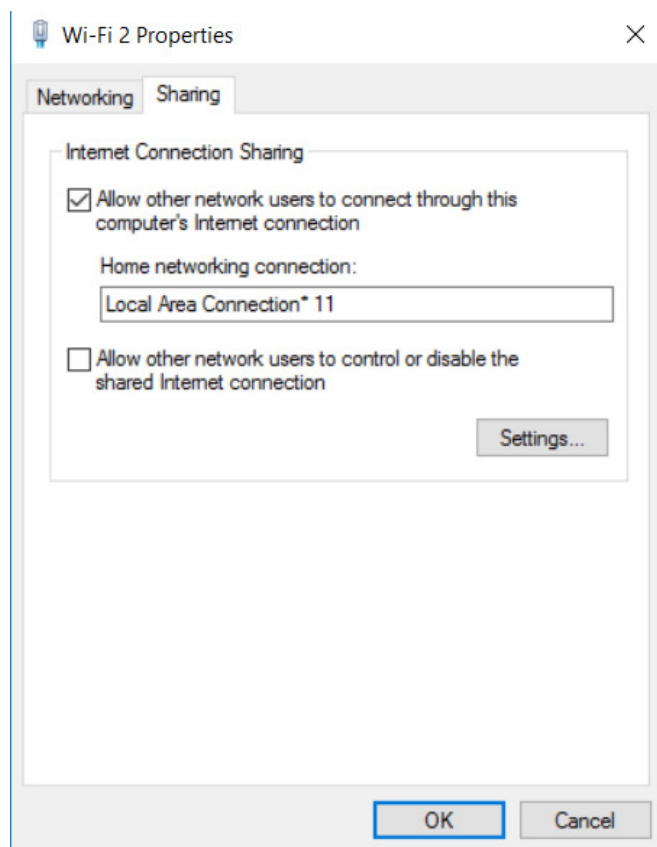 Wi-Fi 2 Properties
Networking
Sharing
Internet Connection Sharing
Allow other network users to connect through this
computer's Internet connection
Home networking connection:
Local Area Connection* 11
Allow other network users to control or disable the
shared Internet connection
Settings...
OK
Cancel